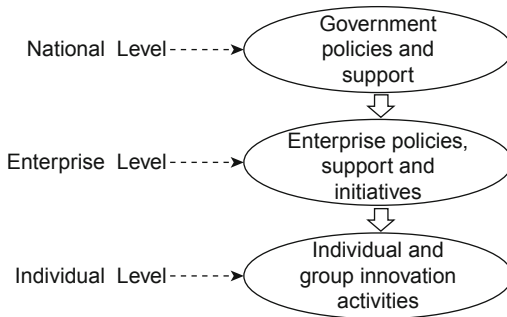 National Level
Government
policies and
support
Enterprise Level
Enterprise policies,
support and
initiatives
Individual Level
Individual and
group innovation
activities